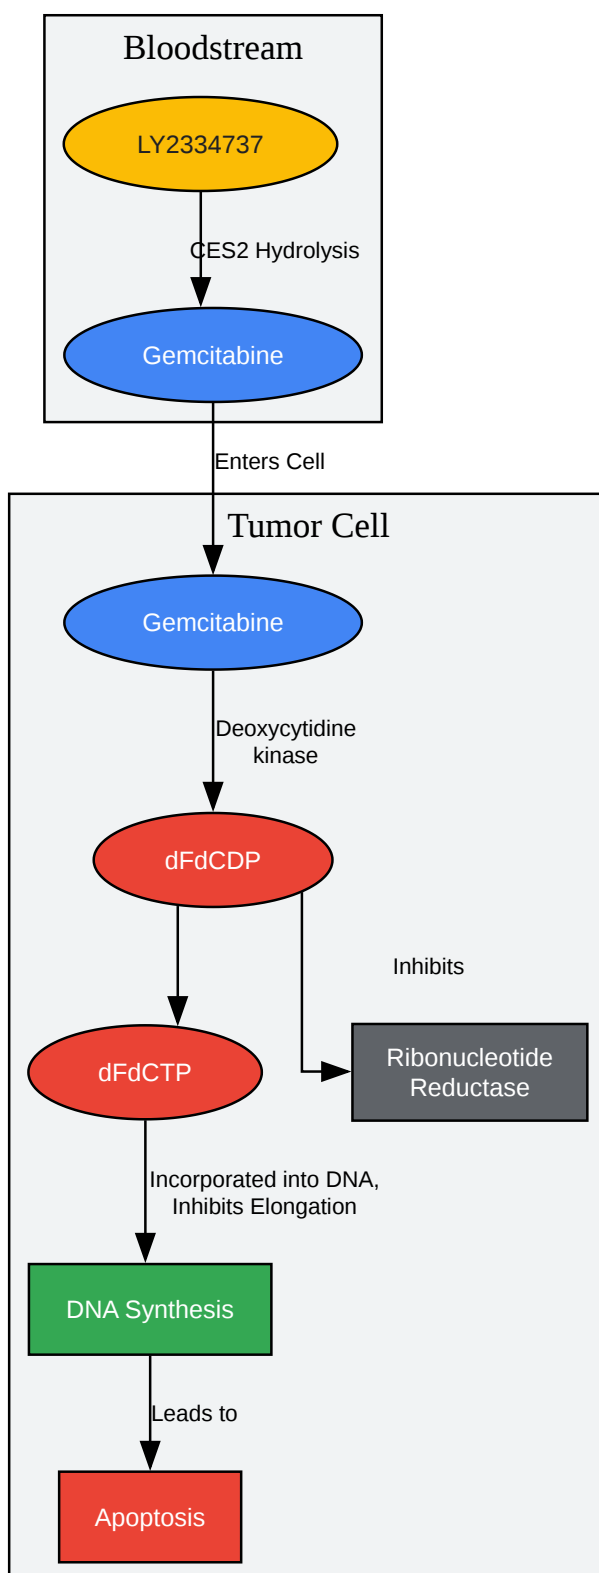 Bloodstream
LY2334737
CES2 Hydrolysis
Gemcitabine
Enters Cell
Tumor Cell
Gemcitabine
Deoxycytidine
kinase
dFdCDP
Inhibits
dFdCTP
Ribonucleotide
Reductase
Incorporated into DNA,
Inhibits Elongation
DNA Synthesis
Leads to
Apoptosis